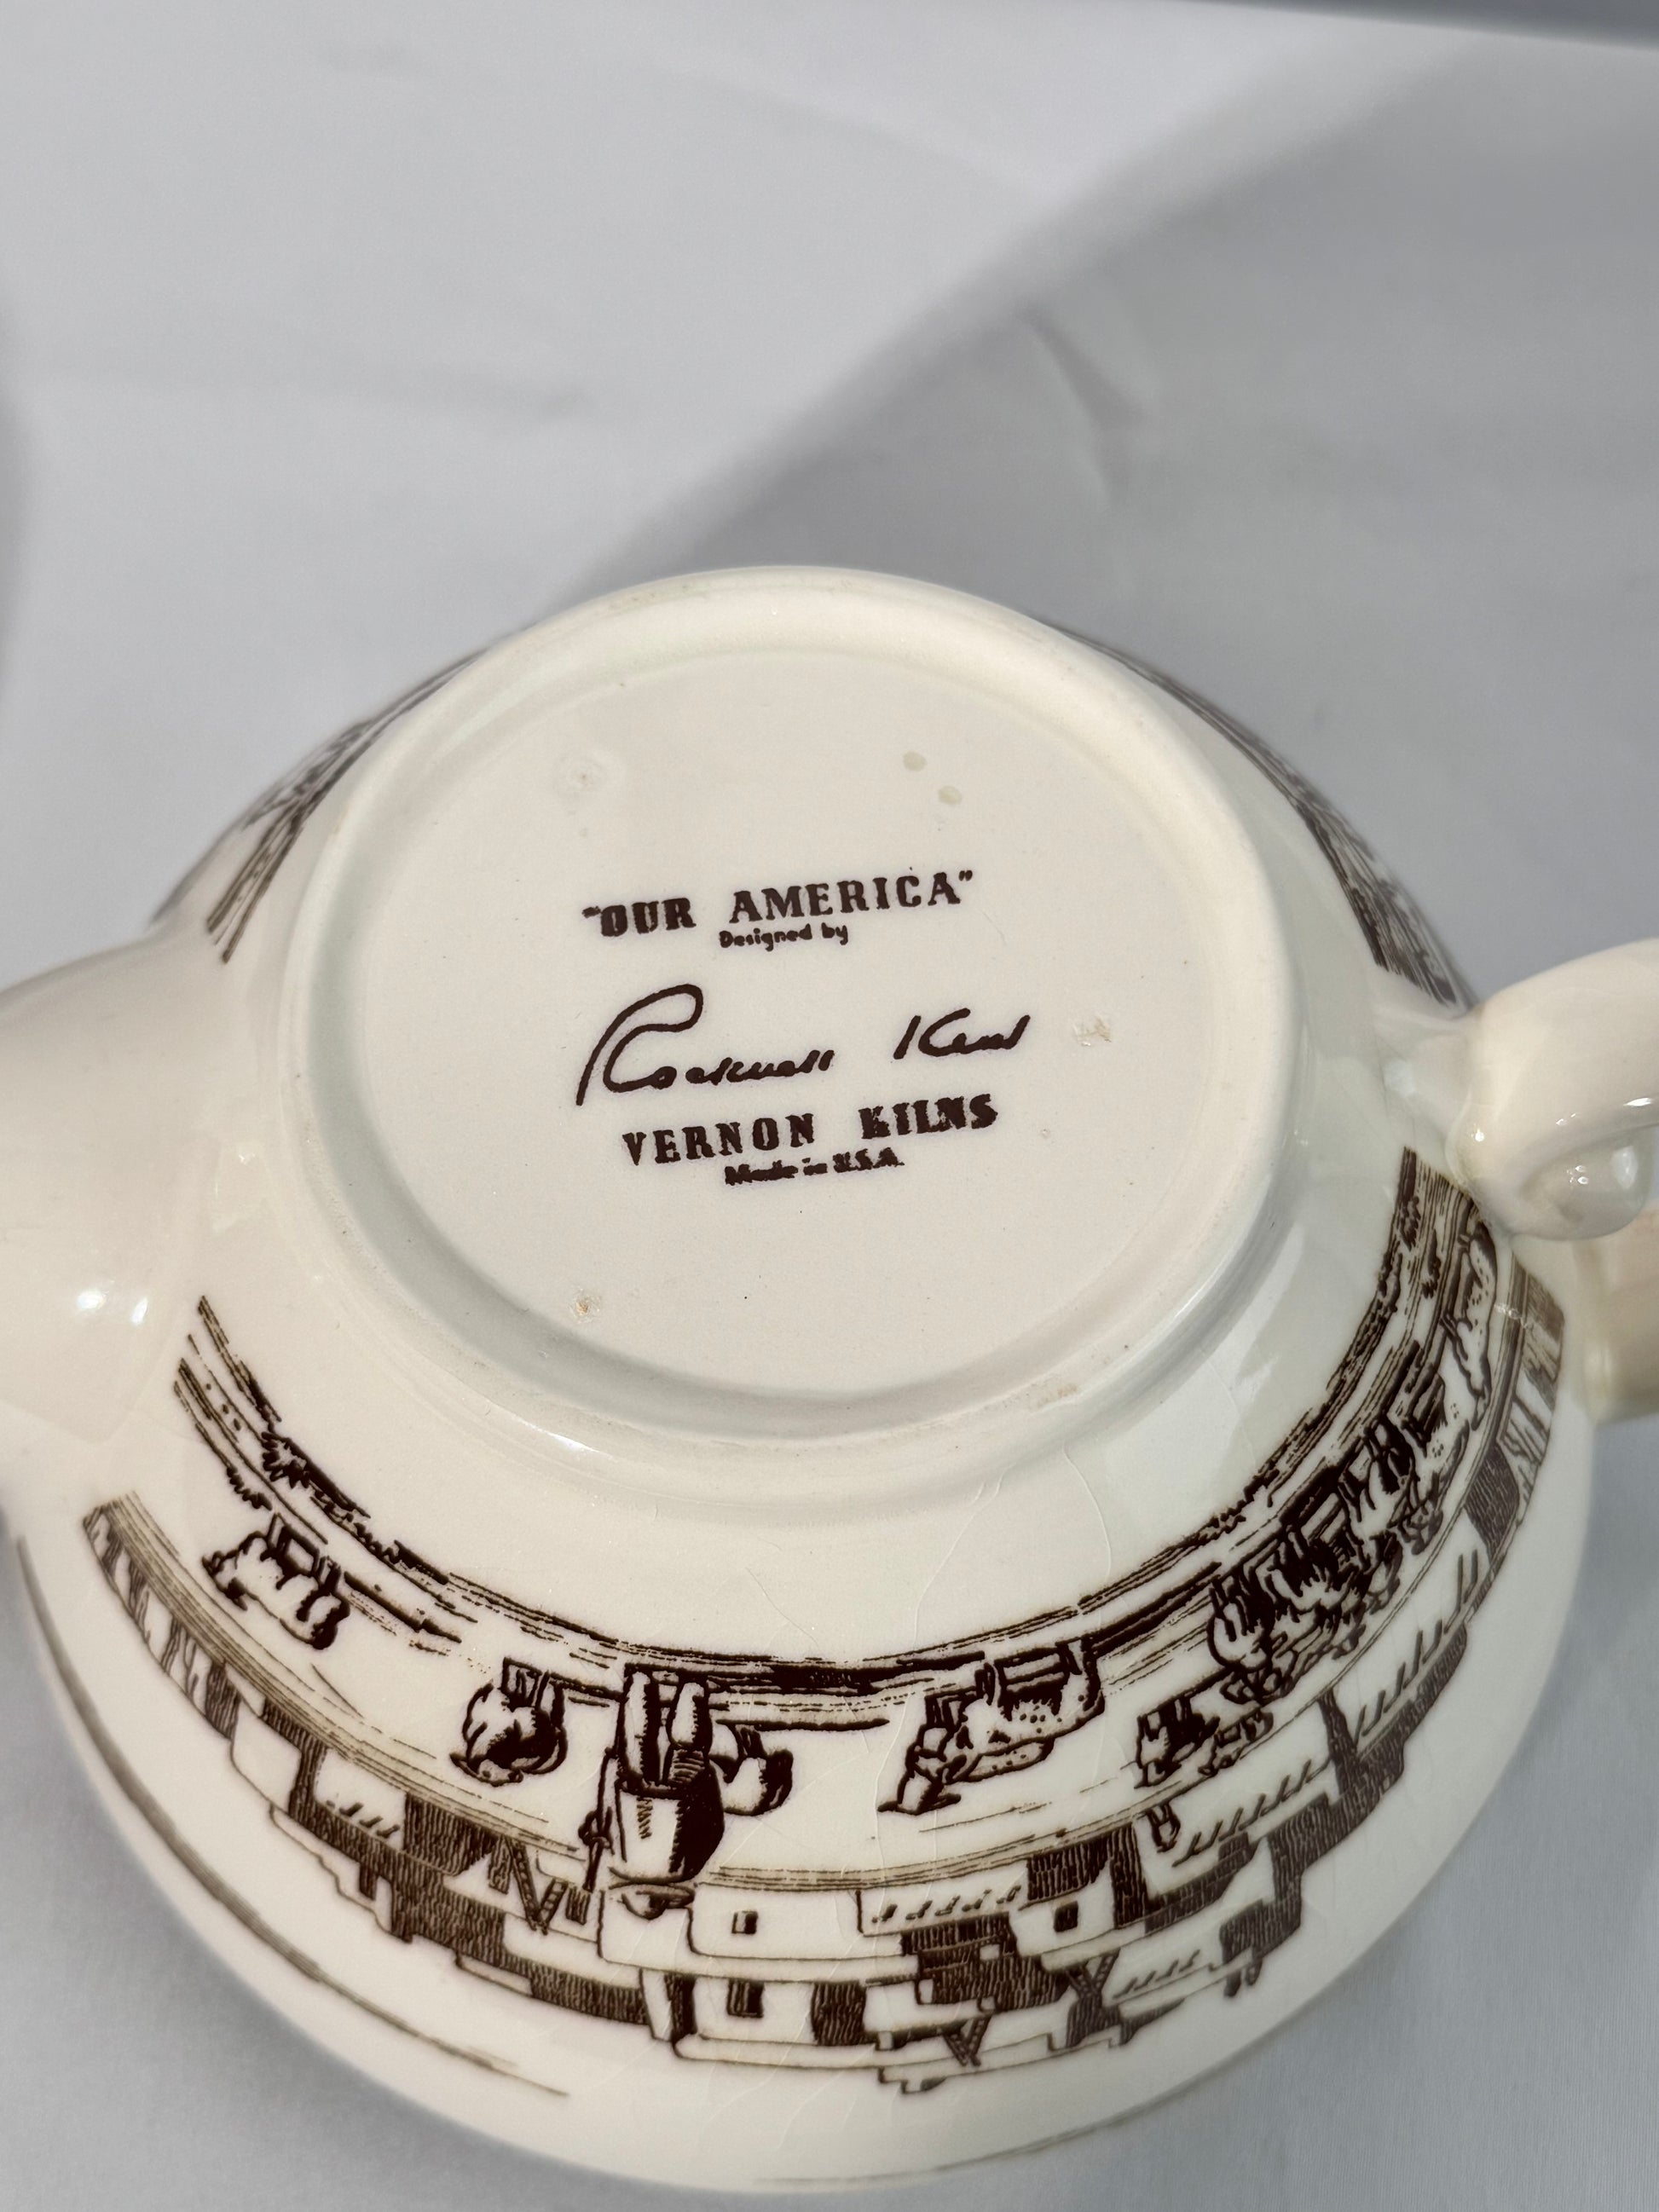 "OUR AMERICA"
Designed by
Rockwell Kent
VERNON KILNS
Made in U.S.A.